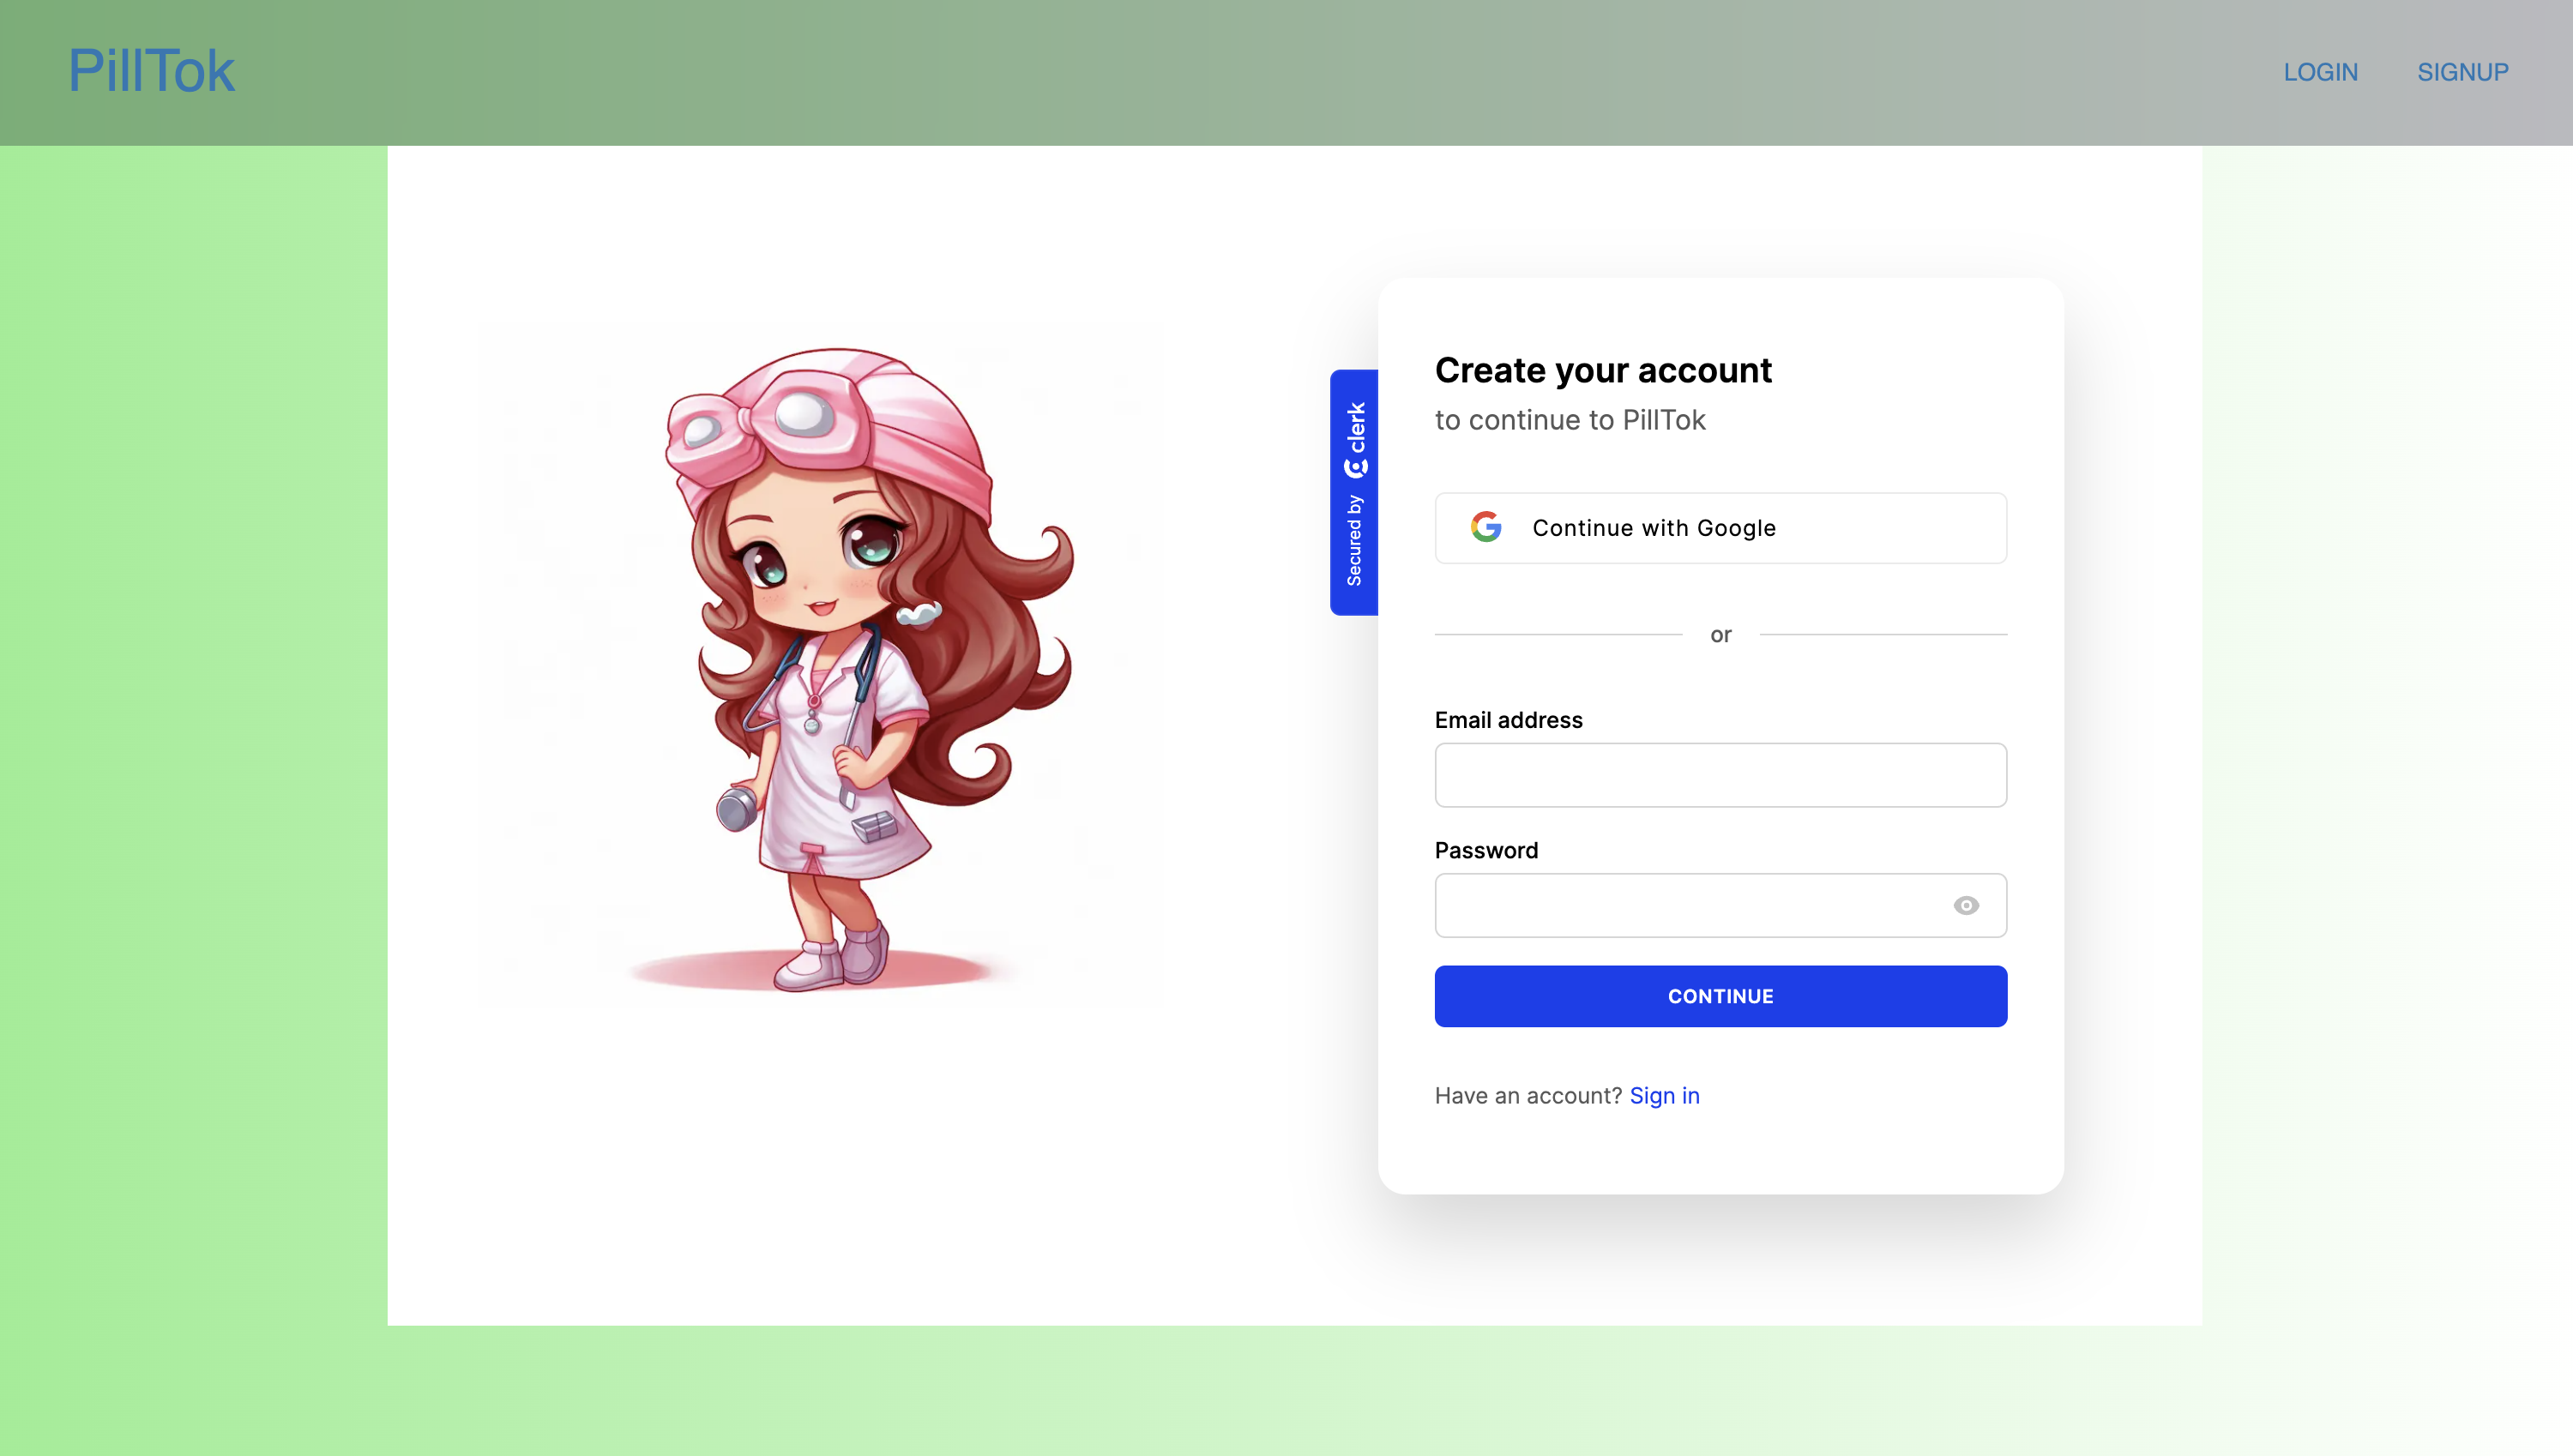 PillTok
LOGIN
SIGNUP
Secured by clerk
Create your account
to continue to PillTok
Continue with Google
or
Email address
Password
CONTINUE
Have an account? Sign in